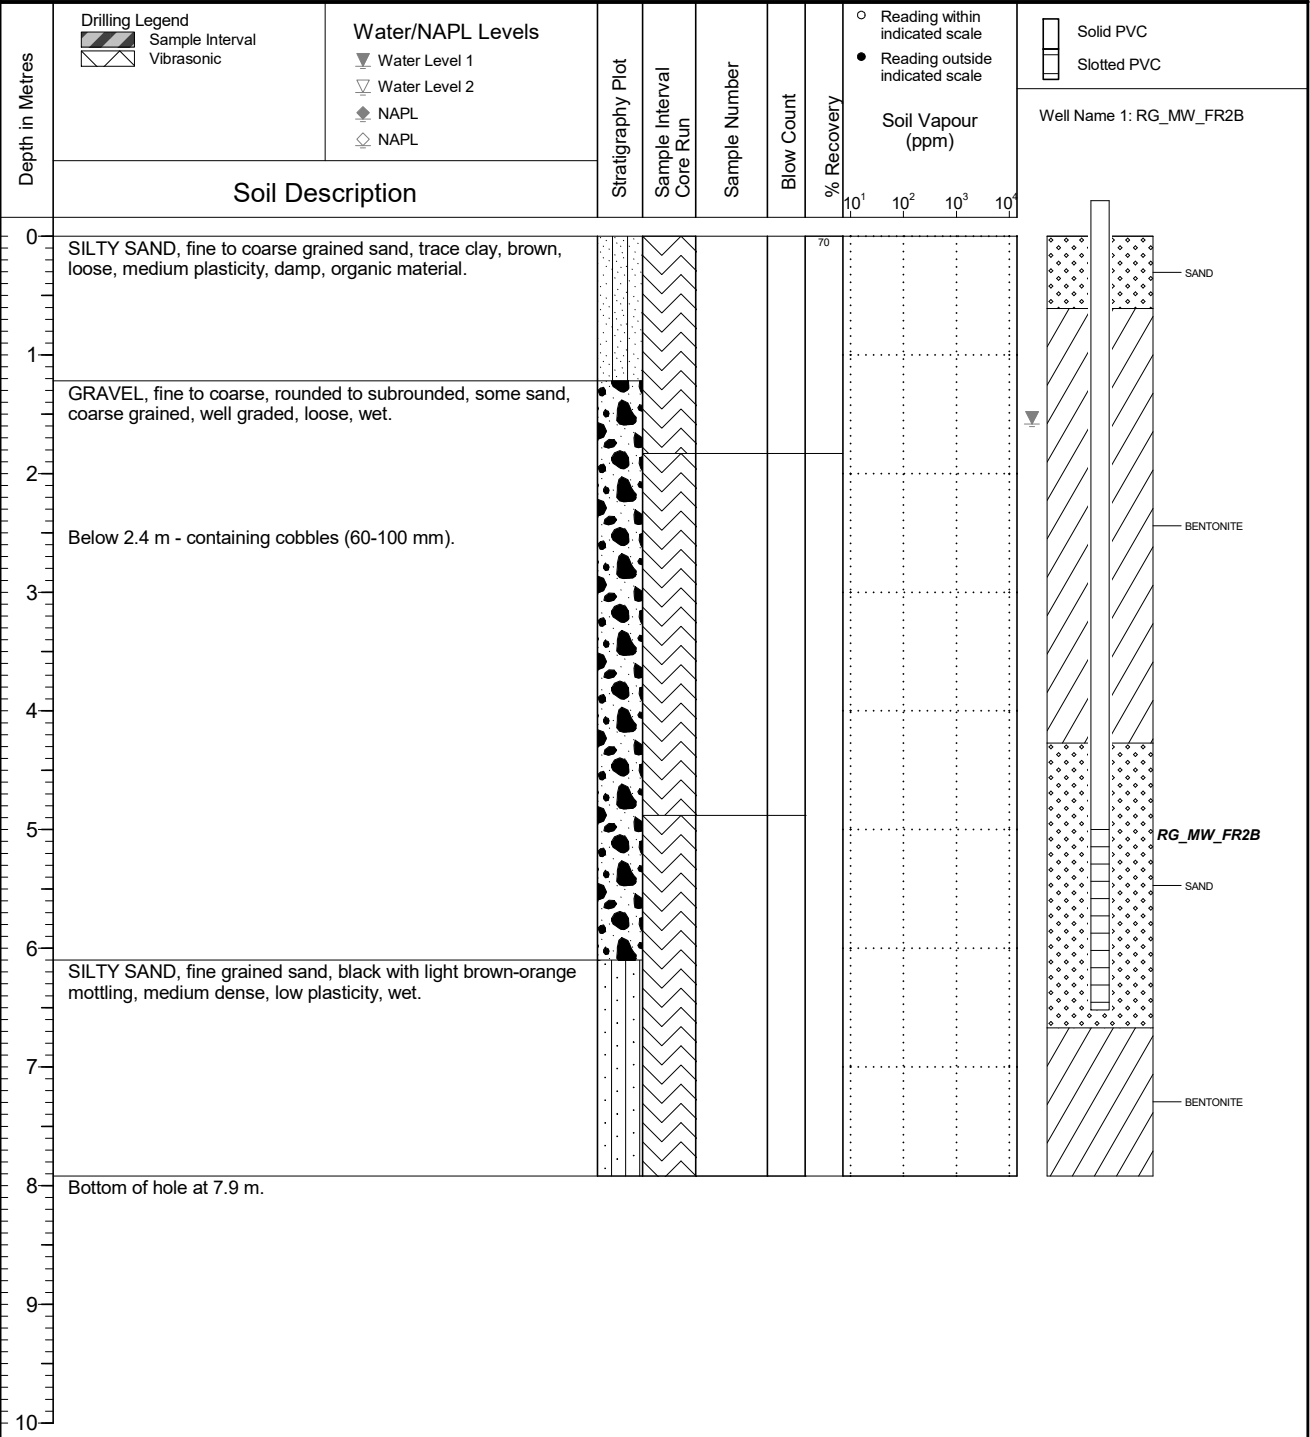 Drilling Legend
Sample Interval
Vibrasonic
Water/NAPL Levels
Water Level 1
Water Level 2
NAPL
NAPL
Depth in Metres
Soil Description
Stratigraphy Plot
Sample Interval
Core Run
Sample Number
Blow Count
% Recovery
Reading within
indicated scale
Reading outside
indicated scale
Soil Vapour
(ppm)
10¹ 10² 10³ 10⁴
Solid PVC
Slotted PVC
Well Name 1: RG_MW_FR2B
0
SILTY SAND, fine to coarse grained sand, trace clay, brown,
loose, medium plasticity, damp, organic material.
70
SAND
1
GRAVEL, fine to coarse, rounded to subrounded, some sand,
coarse grained, well graded, loose, wet.
2
Below 2.4 m - containing cobbles (60-100 mm).
BENTONITE
3
4
5
RG_MW_FR2B
SAND
6
SILTY SAND, fine grained sand, black with light brown-orange
mottling, medium dense, low plasticity, wet.
7
BENTONITE
8
Bottom of hole at 7.9 m.
9
10